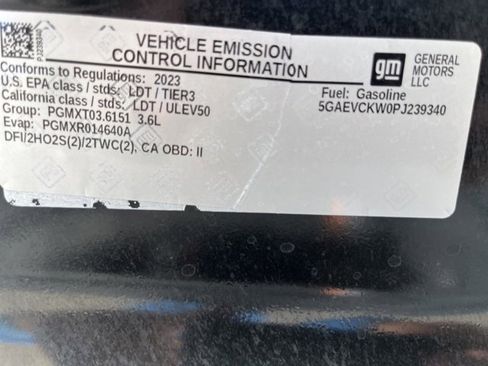 PJ239340
VEHICLE EMISSION
CONTROL INFORMATION
gm
GENERAL
MOTORS
LLC
Conforms to Regulations: 2023
U.S. EPA class / stds: LDT / TIER3
California class / stds: LDT / ULEV50
Group: PGMXT03.6151 3.6L
Evap: PGMXR014640A
DFI/2HO2S(2)/2TWC(2), CA OBD: II
Fuel: Gasoline
5GAEVCKW0PJ239340